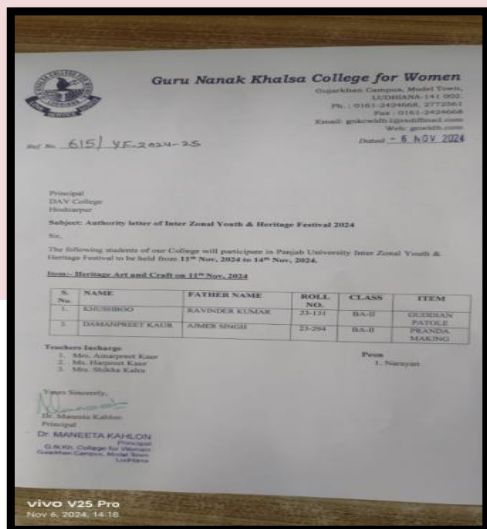 Guru Nanak Khalsa College for Women
Gujarkhan Campus, Model Town,
LUDHIANA-141 002.
Ph. : 0161-2424668, 2772561
Fax : 0161-2424668
Email:
Web: gnkwldh.com
Ref No. 615/ YF-2024-25
Dated - 6 NOV 2024
Principal
DAV College
Hoshiarpur
Subject: Authority letter of Inter Zonal Youth & Heritage Festival 2024
Sir,
The following students of our College will participate in Panjab University Inter Zonal Youth &
Heritage Festival to be held from 11th Nov, 2024 to 14th Nov, 2024.
Item:- Heritage Art and Craft on 11th Nov, 2024
S. No. NAME FATHER NAME ROLL NO. CLASS ITEM
1. KHUSHBOO RAVINDER KUMAR 23-131 BA-II GUDDIAN PATOLE
2. DAMANPREET KAUR AJMER SINGH 23-264 BA-II PRANDA MAKING
Teachers Incharge
1. Mrs. Amarpreet Kaur
2. Ms. Harpreet Kaur
3. Mrs. Shikha Kalra
Peon
1. Narayan
Yours Sincerely,
Dr. Maneeta Kahlon
Principal
Dr. MANEETA KAHLON
Principal
G.N.Kh. College for Women
Gujarkhan Campus, Model Town
Ludhiana
vivo V25 Pro
Nov 6, 2024, 14:18